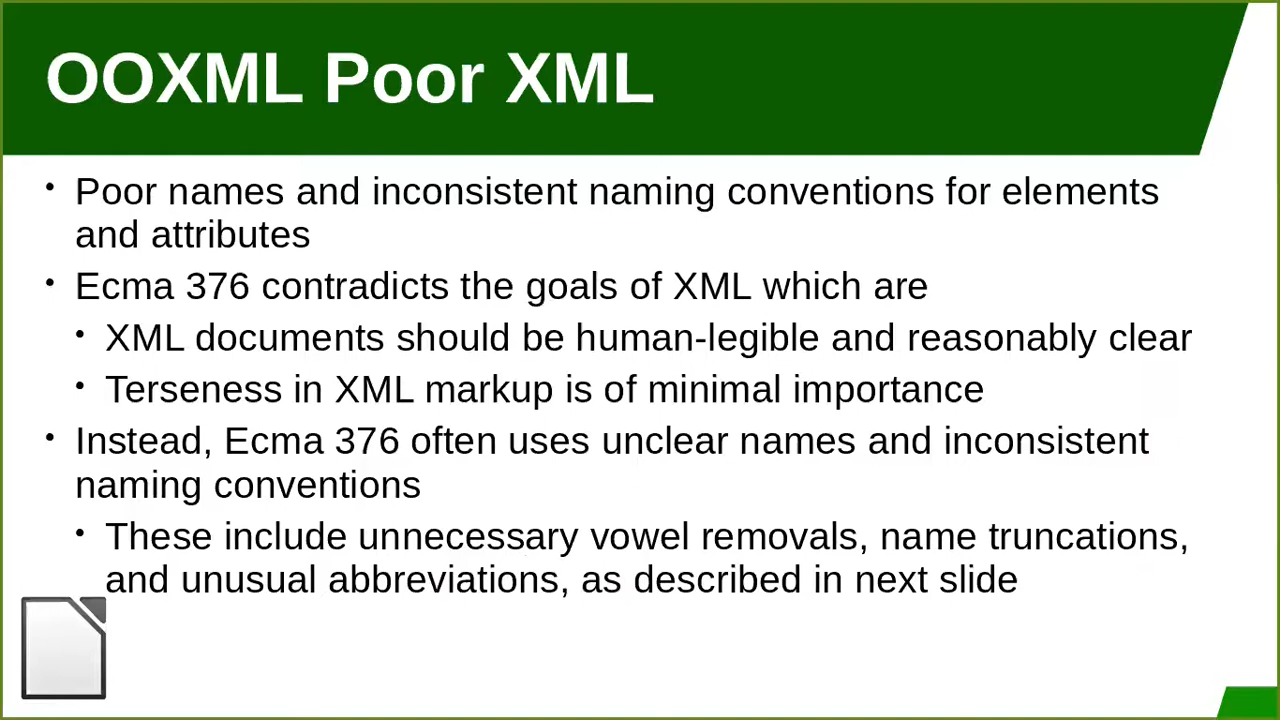 OOXML Poor XML
• Poor names and inconsistent naming conventions for elements
and attributes
• Ecma 376 contradicts the goals of XML which are
• XML documents should be human-legible and reasonably clear
• Terseness in XML markup is of minimal importance
• Instead, Ecma 376 often uses unclear names and inconsistent
naming conventions
• These include unnecessary vowel removals, name truncations,
and unusual abbreviations, as described in next slide